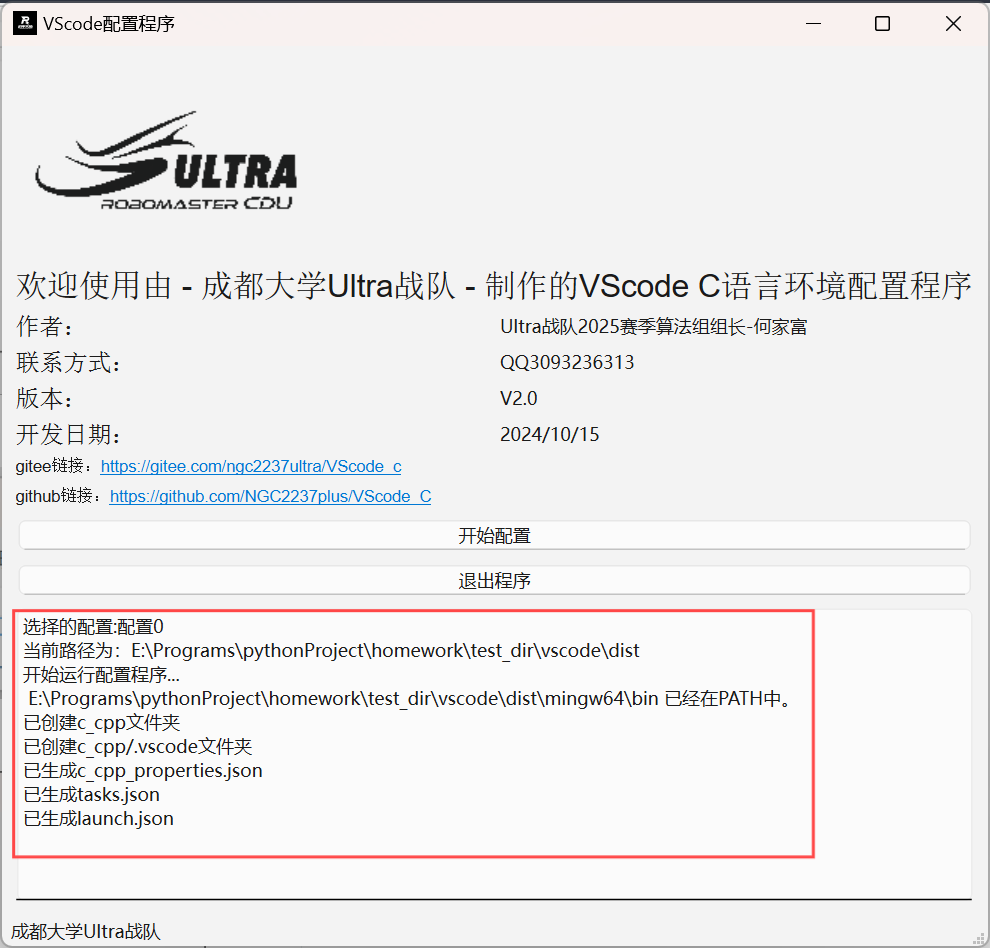 VScode配置程序
ULTRA
ROBOMASTER CDU
欢迎使用由 - 成都大学Ultra战队 - 制作的VScode C语言环境配置程序
作者： Ultra战队2025赛季算法组组长-何家富
联系方式： QQ3093236313
版本： V2.0
开发日期： 2024/10/15
gitee链接：https://gitee.com/ngc2237ultra/VScode_c
github链接：https://github.com/NGC2237plus/VScode_C
开始配置
退出程序
选择的配置:配置0
当前路径为：E:\Programs\pythonProject\homework\test_dir\vscode\dist
开始运行配置程序...
E:\Programs\pythonProject\homework\test_dir\vscode\dist\mingw64\bin 已经在PATH中。
已创建c_cpp文件夹
已创建c_cpp/.vscode文件夹
已生成c_cpp_properties.json
已生成tasks.json
已生成launch.json
成都大学Ultra战队